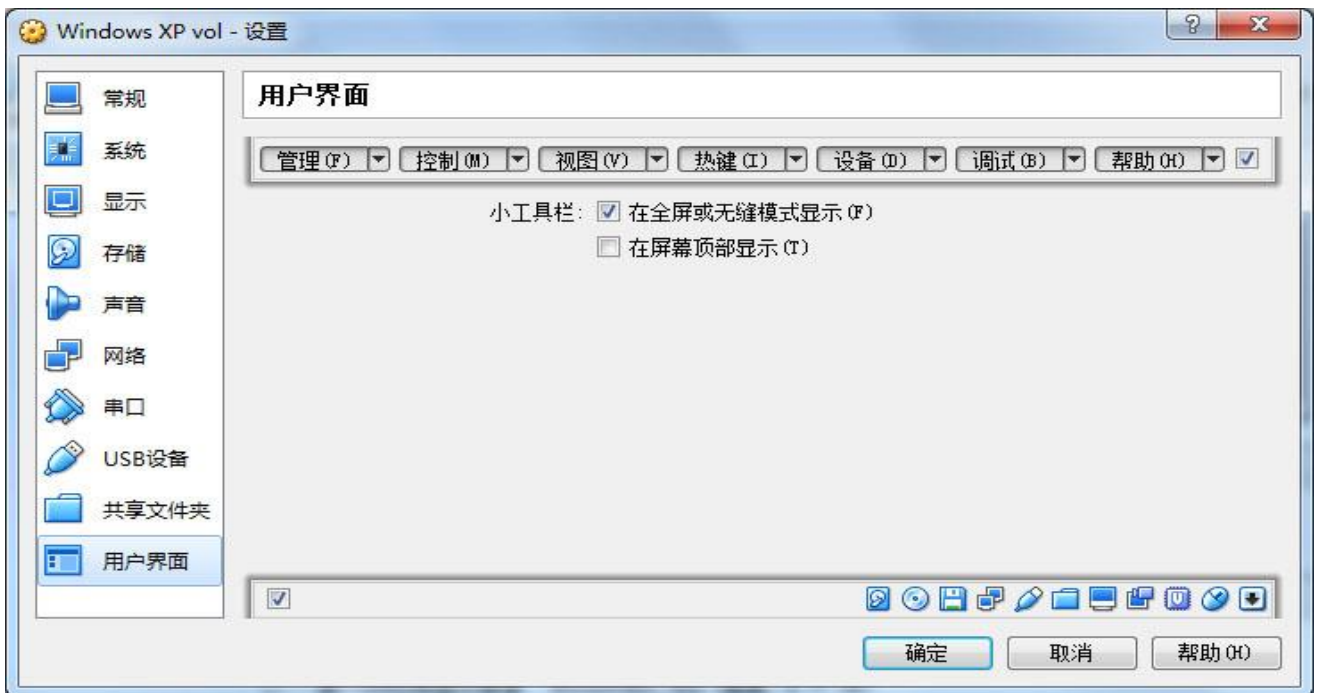 Windows XP vol - 设置
常规
系统
显示
存储
声音
网络
串口
USB设备
共享文件夹
用户界面
用户界面
管理(F) 控制(M) 视图(V) 热键(I) 设备(D) 调试(B) 帮助(H)
小工具栏: 在全屏或无缝模式显示(F)
在屏幕顶部显示(T)
确定 取消 帮助(H)